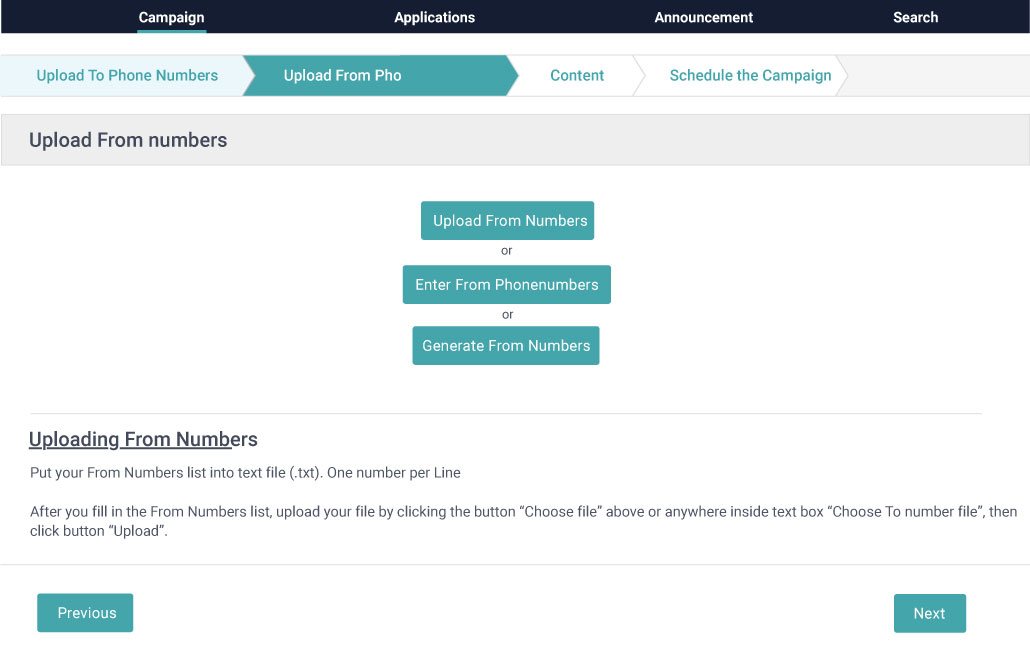 Campaign Applications Announcement Search
Upload To Phone Numbers Upload From Pho Content Schedule the Campaign
Upload From numbers
Upload From Numbers
or
Enter From Phonenumbers
or
Generate From Numbers
Uploading From Numbers
Put your From Numbers list into text file (.txt). One number per Line
After you fill in the From Numbers list, upload your file by clicking the button “Choose file” above or anywhere inside text box “Choose To number file”, then
click button “Upload”.
Previous Next